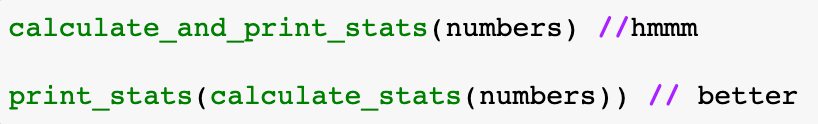 calculate_and_print_stats(numbers) //hmmm
print_stats(calculate_stats(numbers)) // better